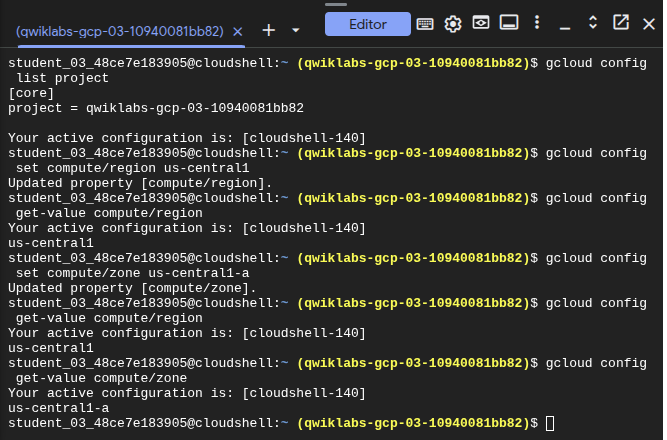 (qwiklabs-gcp-03-10940081bb82) × + Editor
student_03_48ce7e183905@cloudshell:~ (qwiklabs-gcp-03-10940081bb82)$ gcloud config
 list project
[core]
project = qwiklabs-gcp-03-10940081bb82

Your active configuration is: [cloudshell-140]
student_03_48ce7e183905@cloudshell:~ (qwiklabs-gcp-03-10940081bb82)$ gcloud config
 set compute/region us-central1
Updated property [compute/region].
student_03_48ce7e183905@cloudshell:~ (qwiklabs-gcp-03-10940081bb82)$ gcloud config
 get-value compute/region
Your active configuration is: [cloudshell-140]
us-central1
student_03_48ce7e183905@cloudshell:~ (qwiklabs-gcp-03-10940081bb82)$ gcloud config
 set compute/zone us-central1-a
Updated property [compute/zone].
student_03_48ce7e183905@cloudshell:~ (qwiklabs-gcp-03-10940081bb82)$ gcloud config
 get-value compute/region
Your active configuration is: [cloudshell-140]
us-central1
student_03_48ce7e183905@cloudshell:~ (qwiklabs-gcp-03-10940081bb82)$ gcloud config
 get-value compute/zone
Your active configuration is: [cloudshell-140]
us-central1-a
student_03_48ce7e183905@cloudshell:~ (qwiklabs-gcp-03-10940081bb82)$